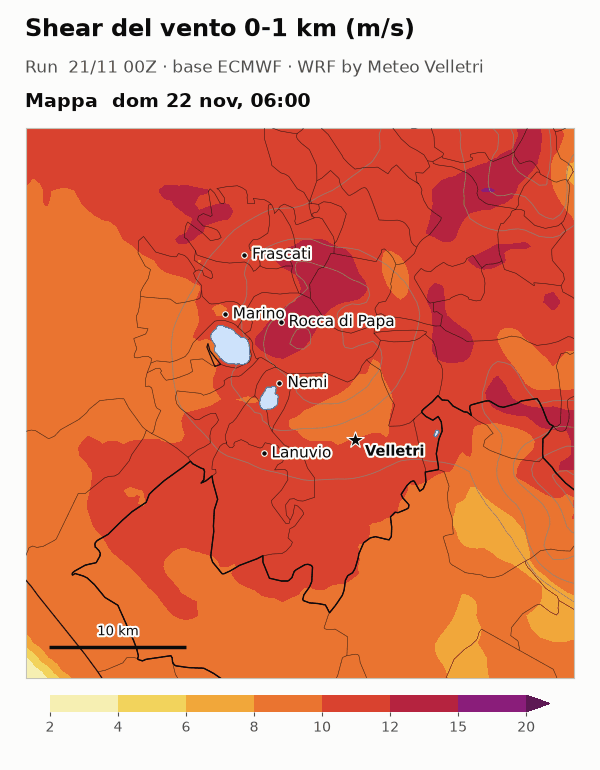 Shear del vento 0-1 km (m/s)
Run  21/11 00Z · base ECMWF · WRF by Meteo Velletri
Mappa  dom 22 nov, 06:00
Frascati
Marino
Rocca di Papa
Nemi
Velletri
Lanuvio
10 km
2 4 6 8 10 12 15 20